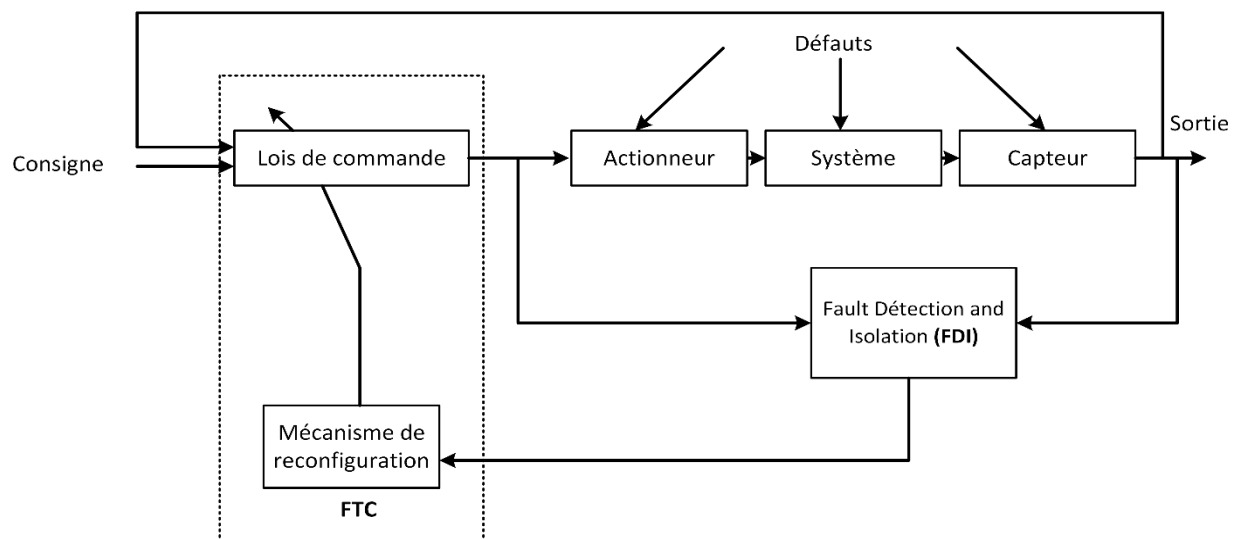 Défauts
Sortie
Consigne
Lois de commande
Actionneur
Système
Capteur
Fault Détection and
Isolation (FDI)
Mécanisme de
reconfiguration
FTC